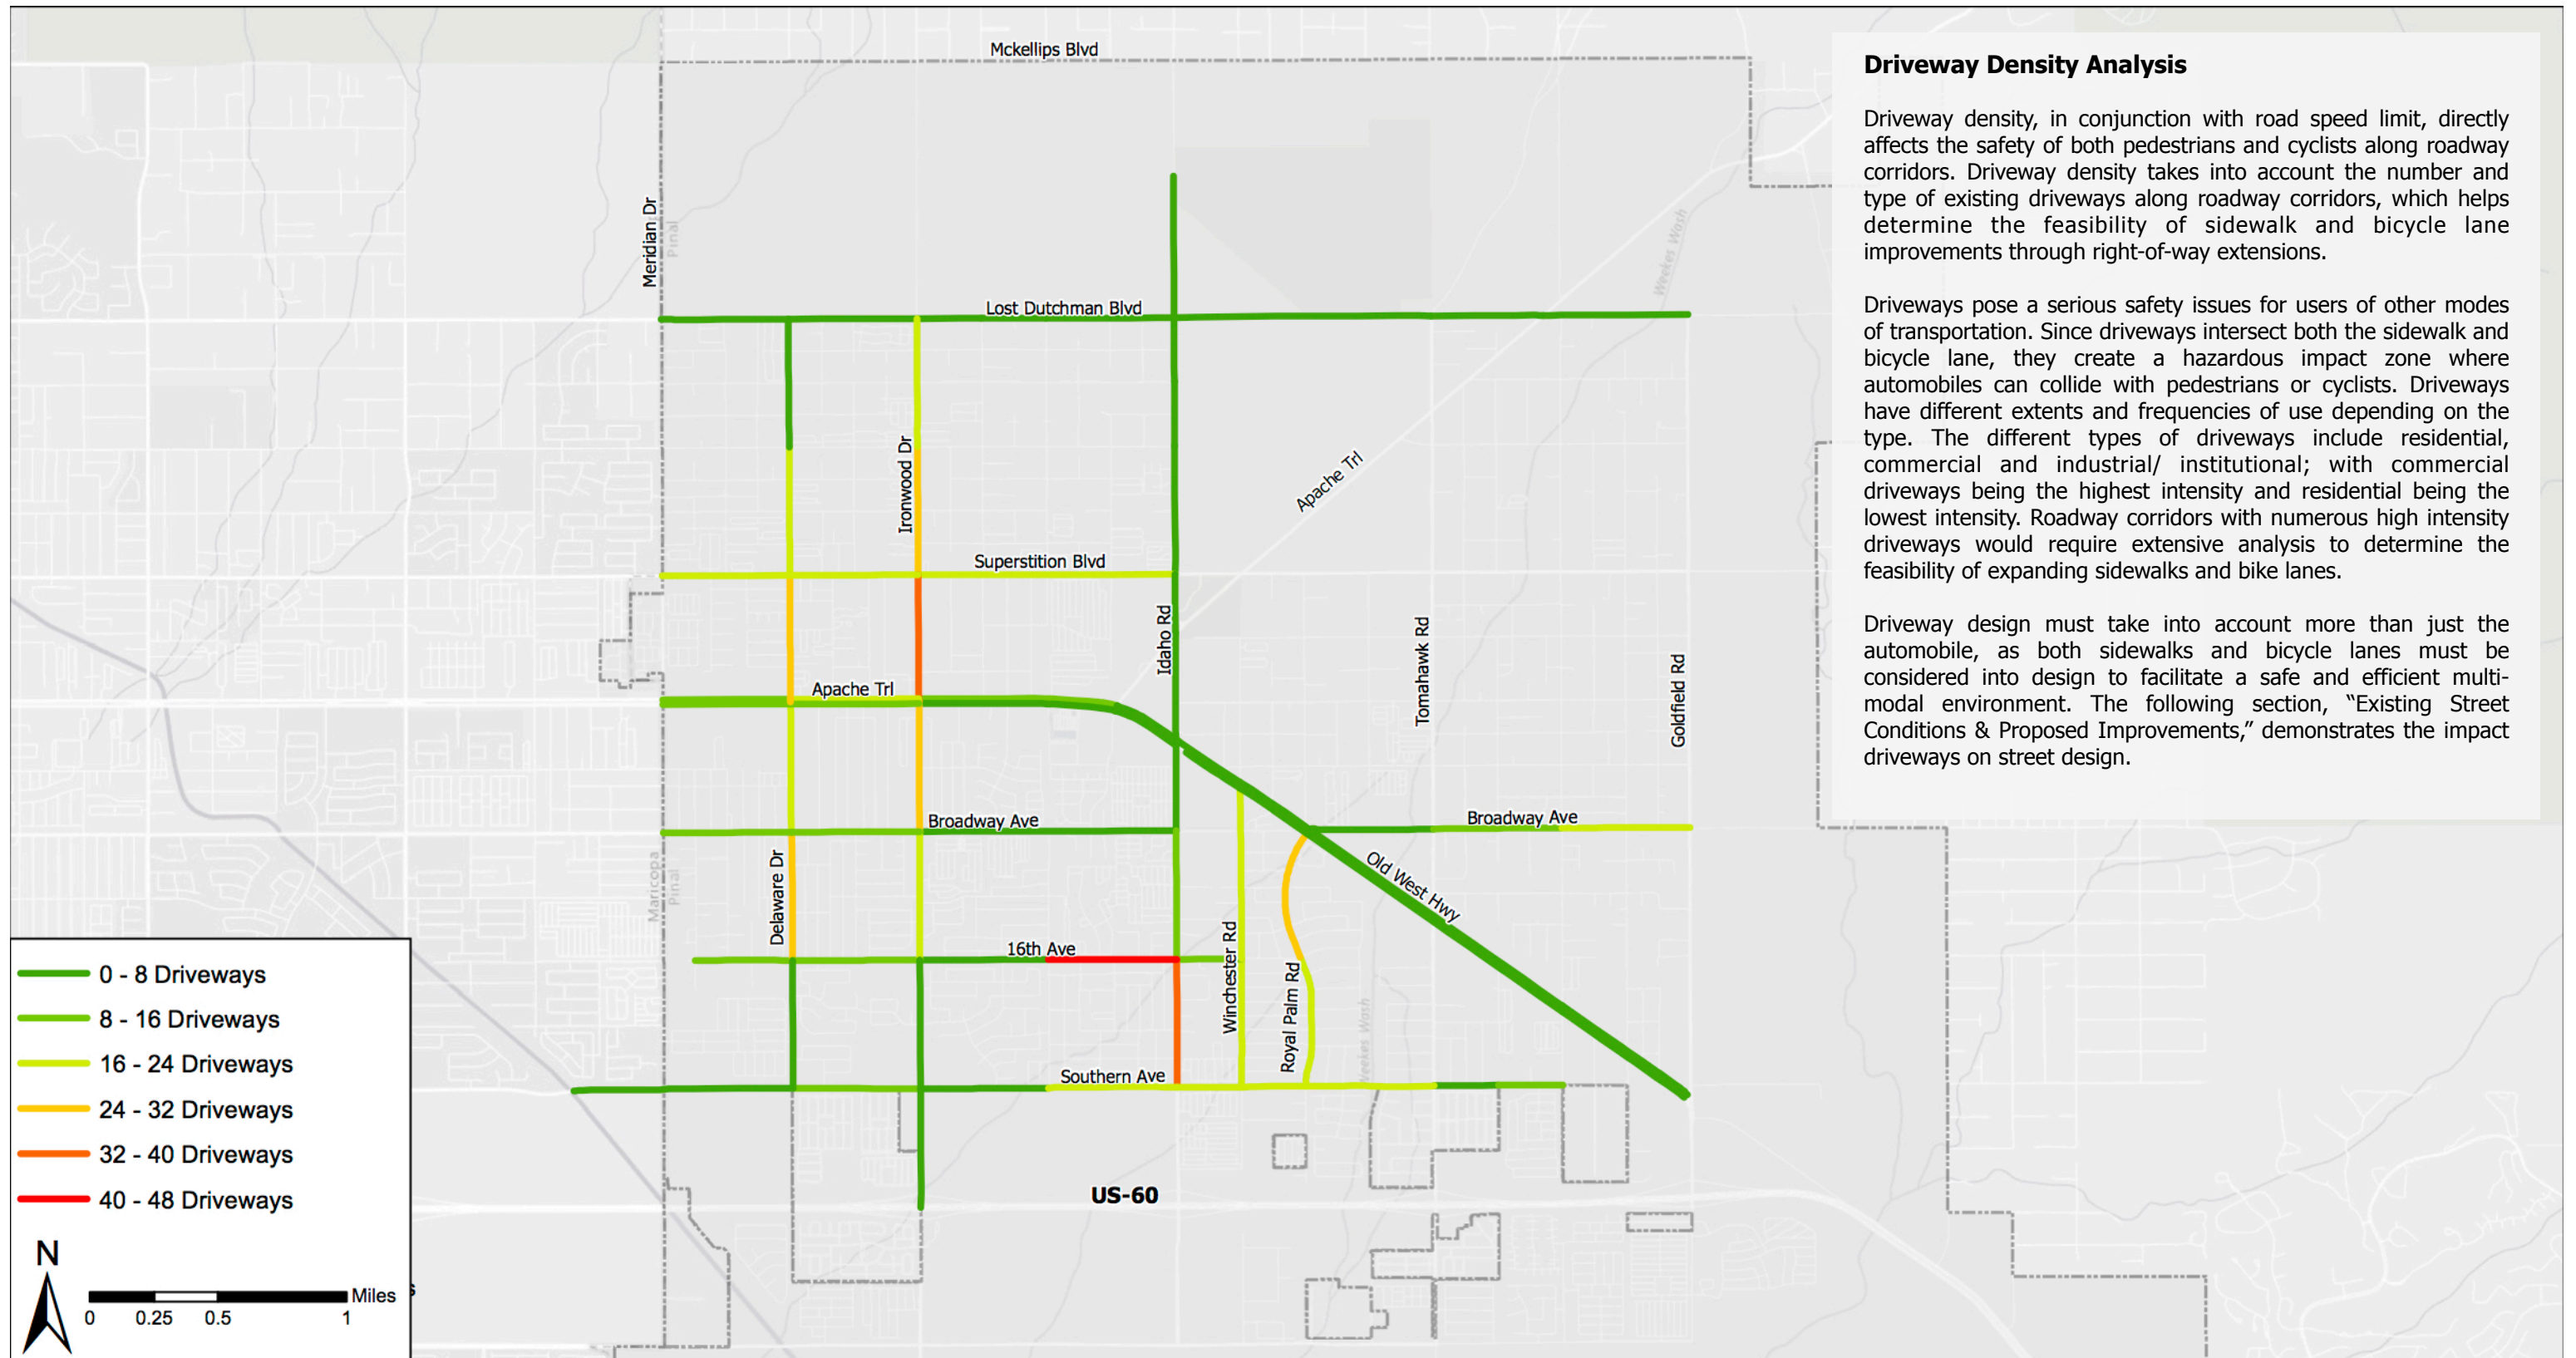 Mckellips Blvd
Driveway Density Analysis
Driveway density, in conjunction with road speed limit, directly
affects the safety of both pedestrians and cyclists along roadway
corridors. Driveway density takes into account the number and
type of existing driveways along roadway corridors, which helps
determine the feasibility of sidewalk and bicycle lane
improvements through right-of-way extensions.
Driveways pose a serious safety issues for users of other modes
of transportation. Since driveways intersect both the sidewalk and
bicycle lane, they create a hazardous impact zone where
automobiles can collide with pedestrians or cyclists. Driveways
have different extents and frequencies of use depending on the
type. The different types of driveways include residential,
commercial and industrial/ institutional; with commercial
driveways being the highest intensity and residential being the
lowest intensity. Roadway corridors with numerous high intensity
driveways would require extensive analysis to determine the
feasibility of expanding sidewalks and bike lanes.
Driveway design must take into account more than just the
automobile, as both sidewalks and bicycle lanes must be
considered into design to facilitate a safe and efficient multi-
modal environment. The following section, “Existing Street
Conditions & Proposed Improvements,” demonstrates the impact
driveways on street design.
Meridian Dr
Pinal
Weekes Wash
Lost Dutchman Blvd
Ironwood Dr
Apache Trl
Superstition Blvd
Idaho Rd
Tomahawk Rd
Goldfield Rd
Apache Trl
Broadway Ave
Broadway Ave
Maricopa
Pinal
Delaware Dr
Old West Hwy
16th Ave
Winchester Rd
Royal Palm Rd
Weekes Wash
Southern Ave
US-60
0 - 8 Driveways
8 - 16 Driveways
16 - 24 Driveways
24 - 32 Driveways
32 - 40 Driveways
40 - 48 Driveways
N
Miles
s
0 0.25 0.5 1